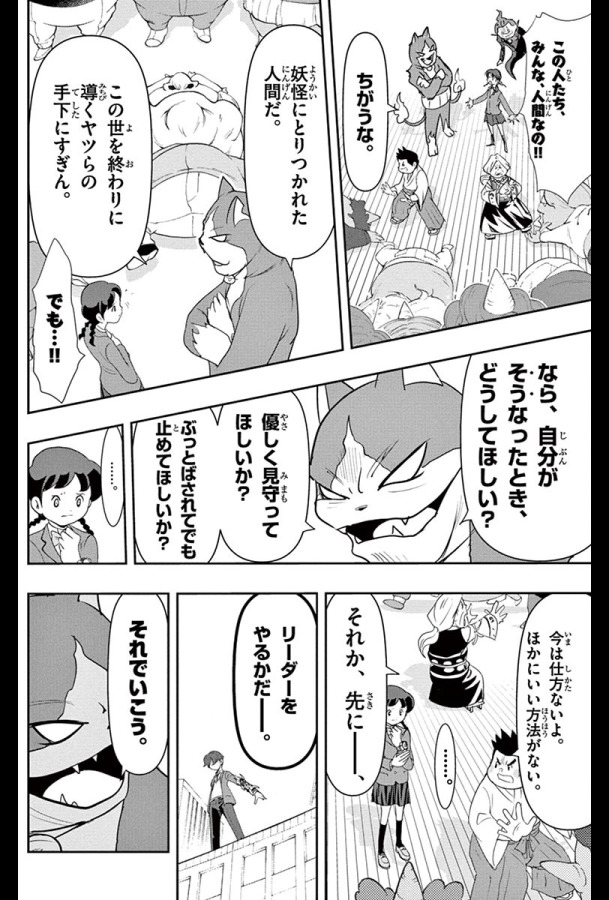 この人たち、
みんな、人間なの!!
ちがうな。
妖怪にとりつかれた
人間だ。
この世を終わりに
導くヤツらの
手下にすぎん。
でも…!!
なら、自分が
そうなったとき、
どうしてほしい?
優しく見守って
ほしいか?
ぶっとばされてでも
止めてほしいか?
……。
今は仕方ないよ。
ほかにいい方法がない。
……。
それか、先に──、
リーダーを
やるかだ──。
それでいこう。